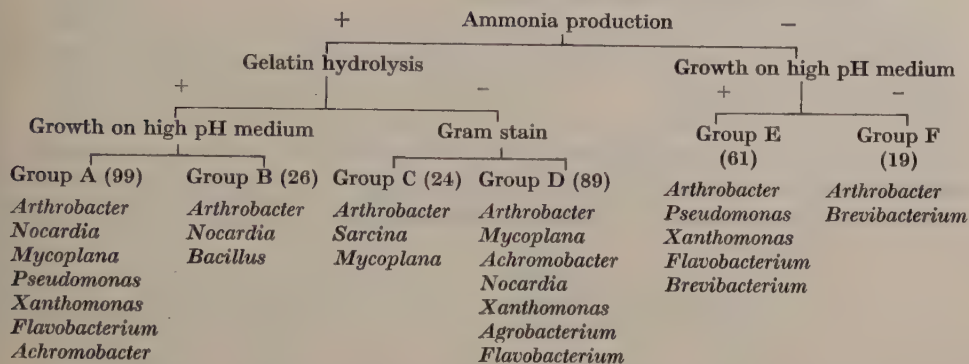 + Ammonia production −
Gelatin hydrolysis Growth on high pH medium
+ − + −
Growth on high pH medium Gram stain Group E Group F
(61) (19)
Group A (99) Group B (26) Group C (24) Group D (89)
Arthrobacter Arthrobacter Arthrobacter Arthrobacter Arthrobacter Arthrobacter
Nocardia Nocardia Sarcina Mycoplana Pseudomonas Brevibacterium
Mycoplana Bacillus Mycoplana Achromobacter Xanthomonas
Pseudomonas Nocardia Flavobacterium
Xanthomonas Xanthomonas Brevibacterium
Flavobacterium Agrobacterium
Achromobacter Flavobacterium